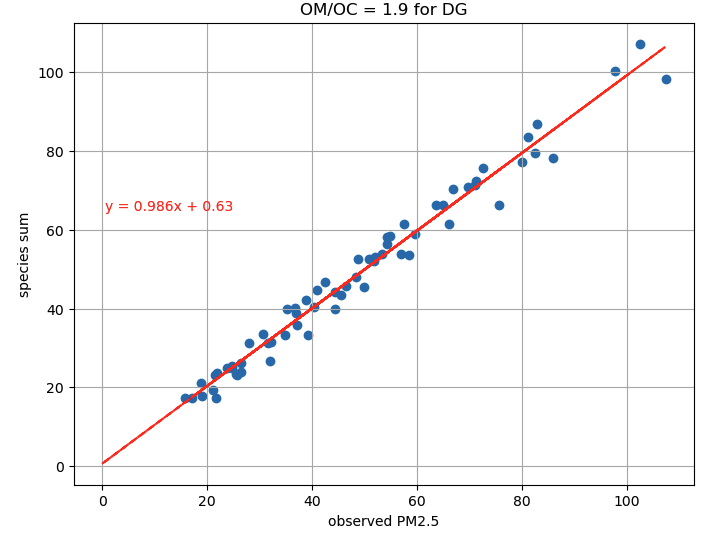 OM/OC = 1.9 for DG
100
80
y = 0.986x + 0.63
60
species sum
40
20
0
0 20 40 60 80 100
observed PM2.5